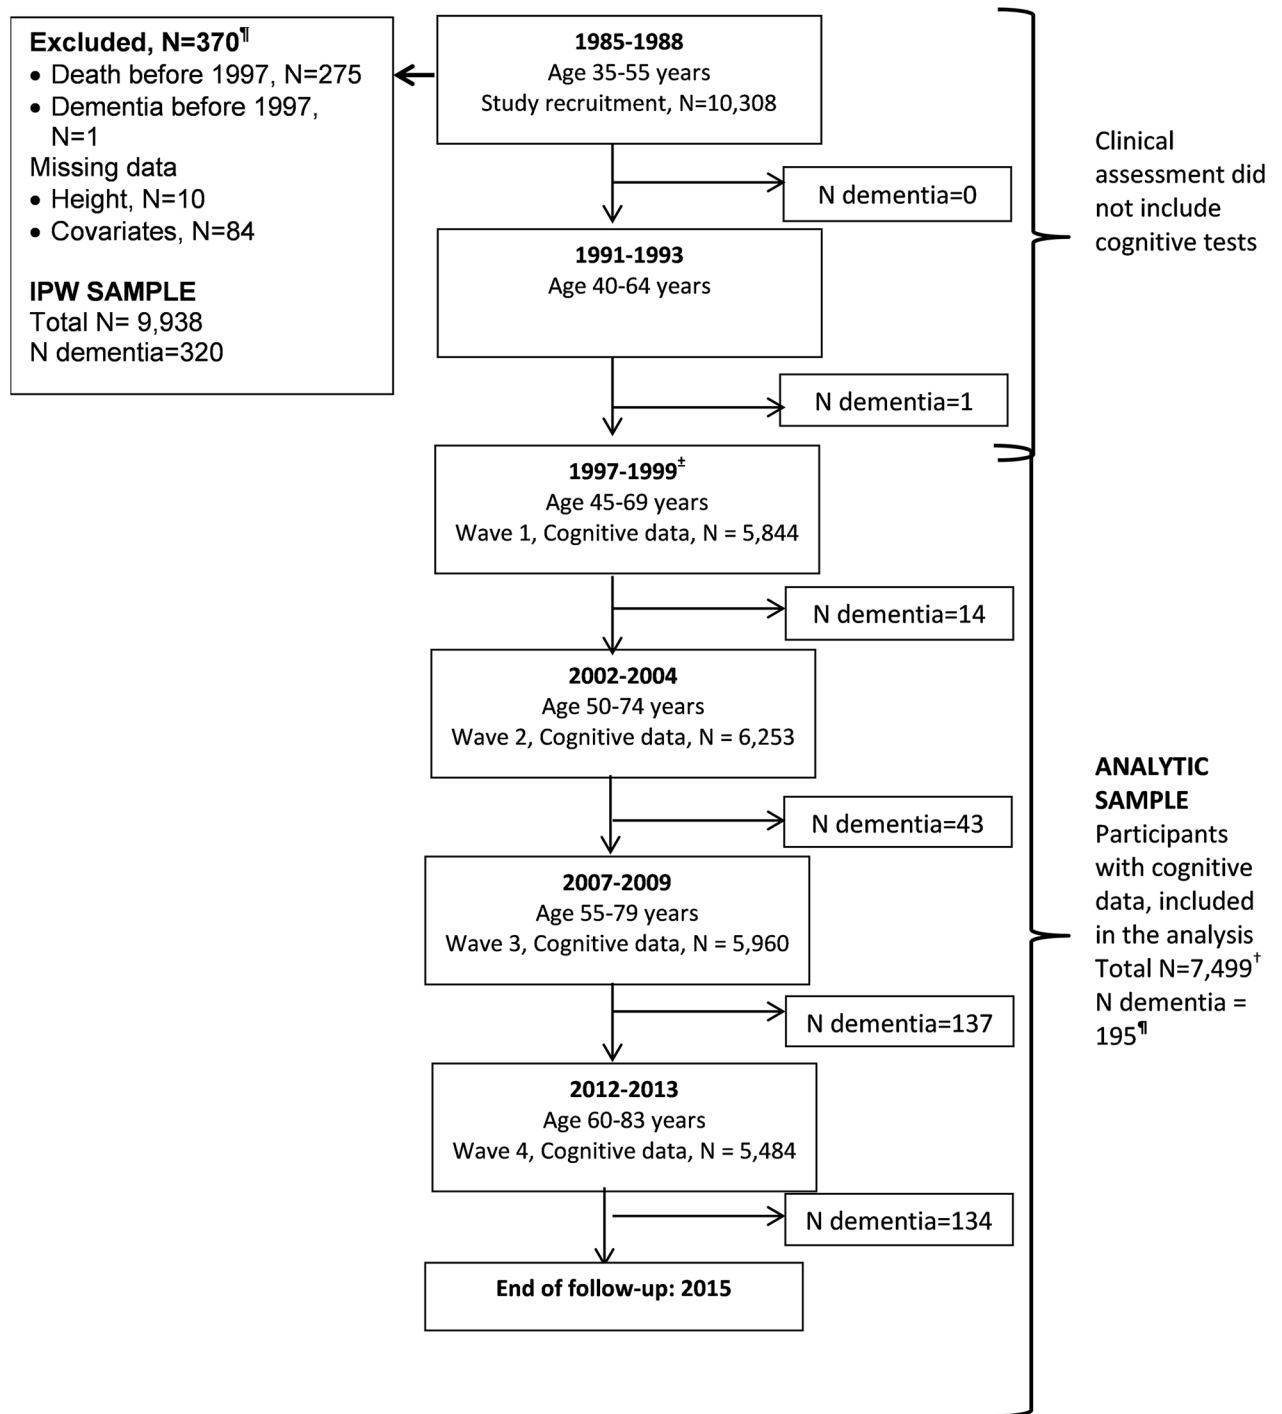 Excluded, N=370¶
• Death before 1997, N=275
• Dementia before 1997,
N=1
Missing data
• Height, N=10
• Covariates, N=84
IPW SAMPLE
Total N= 9,938
N dementia=320
1985-1988
Age 35-55 years
Study recruitment, N=10,308
N dementia=0
1991-1993
Age 40-64 years
N dementia=1
Clinical
assessment did
not include
cognitive tests
1997-1999±
Age 45-69 years
Wave 1, Cognitive data, N = 5,844
N dementia=14
2002-2004
Age 50-74 years
Wave 2, Cognitive data, N = 6,253
N dementia=43
2007-2009
Age 55-79 years
Wave 3, Cognitive data, N = 5,960
N dementia=137
2012-2013
Age 60-83 years
Wave 4, Cognitive data, N = 5,484
N dementia=134
End of follow-up: 2015
ANALYTIC
SAMPLE
Participants
with cognitive
data, included
in the analysis
Total N=7,499†
N dementia =
195¶